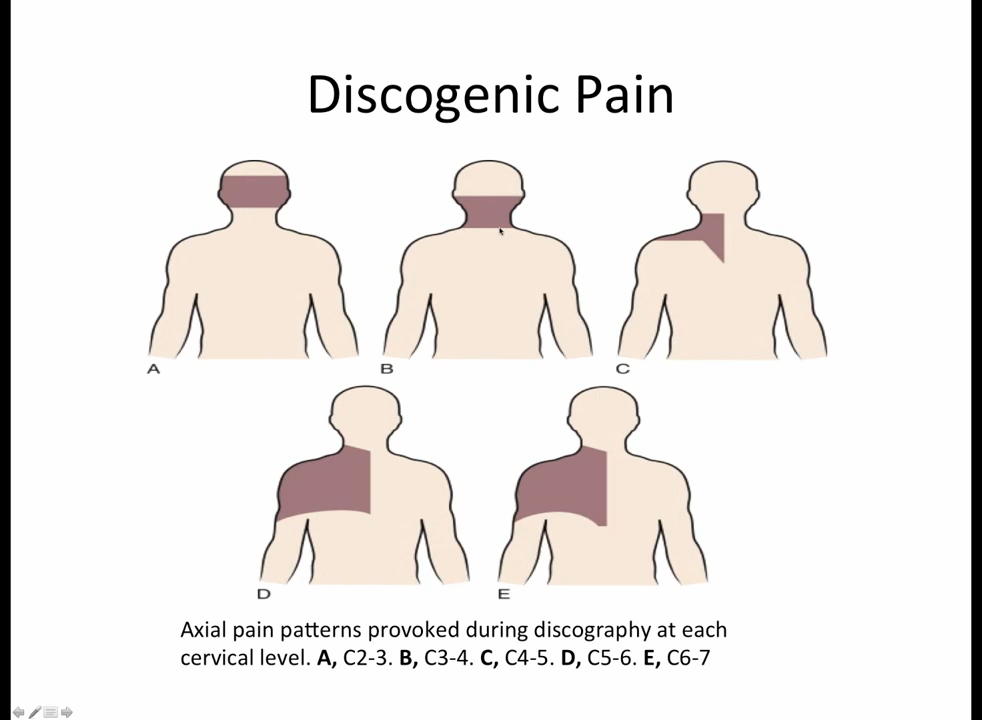 Discogenic Pain
A
B
C
D
E
Axial pain patterns provoked during discography at each
cervical level. A, C2-3. B, C3-4. C, C4-5. D, C5-6. E, C6-7